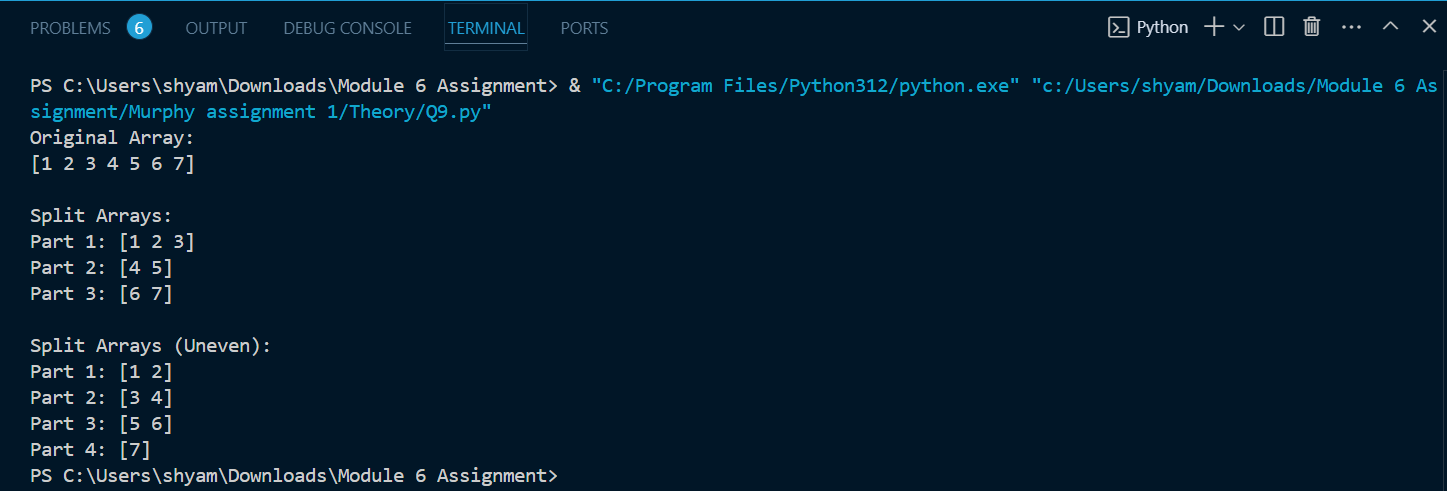 PROBLEMS 6 OUTPUT DEBUG CONSOLE TERMINAL PORTS Python
PS C:\Users\shyam\Downloads\Module 6 Assignment> & "C:/Program Files/Python312/python.exe" "c:/Users/shyam/Downloads/Module 6 As
signment/Murphy assignment 1/Theory/Q9.py"
Original Array:
[1 2 3 4 5 6 7]
Split Arrays:
Part 1: [1 2 3]
Part 2: [4 5]
Part 3: [6 7]
Split Arrays (Uneven):
Part 1: [1 2]
Part 2: [3 4]
Part 3: [5 6]
Part 4: [7]
PS C:\Users\shyam\Downloads\Module 6 Assignment>